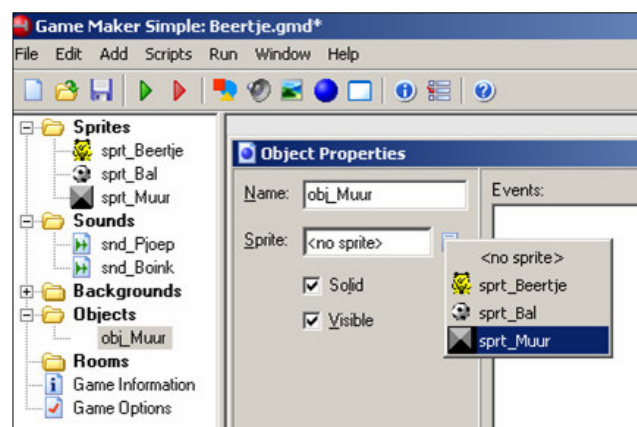 Game Maker Simple: Beertje.gmd*
File Edit Add Scripts Run Window Help
Sprites
sprt_Beertje
sprt_Bal
sprt_Muur
Sounds
snd_Pjoep
snd_Boink
Backgrounds
Objects
obj_Muur
Rooms
Game Information
Game Options
Object Properties
Name: obj_Muur
Sprite: <no sprite>
Solid
Visible
Events:
<no sprite>
sprt_Beertje
sprt_Bal
sprt_Muur